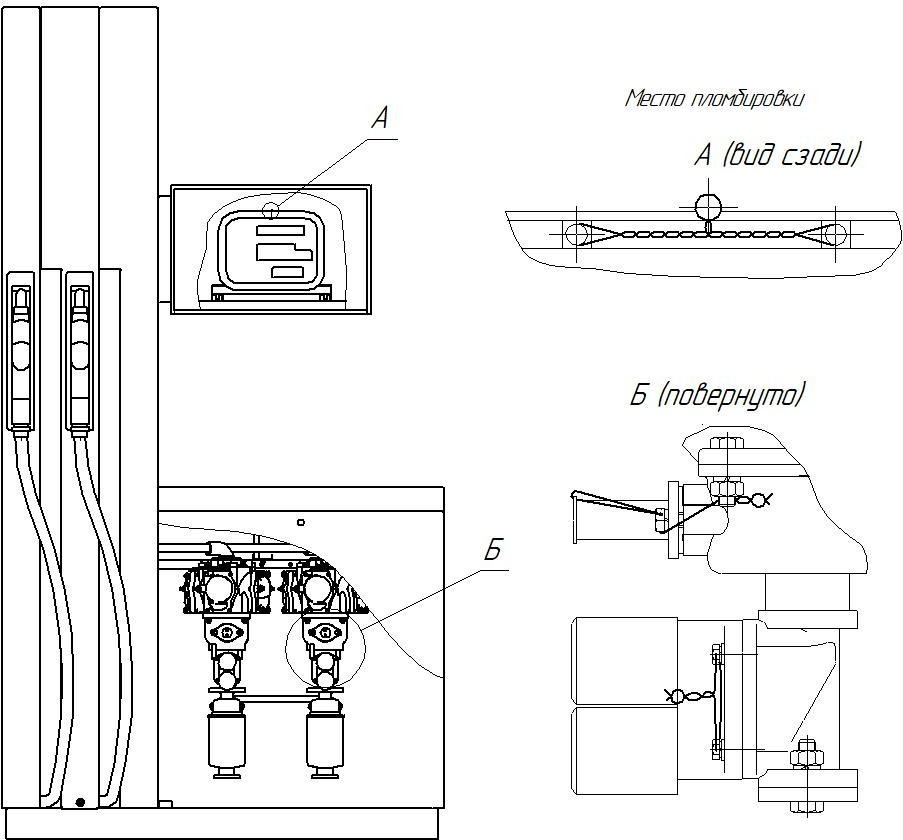 А
Место пломбировки
А (вид сзади)
Б (повернуто)
Б